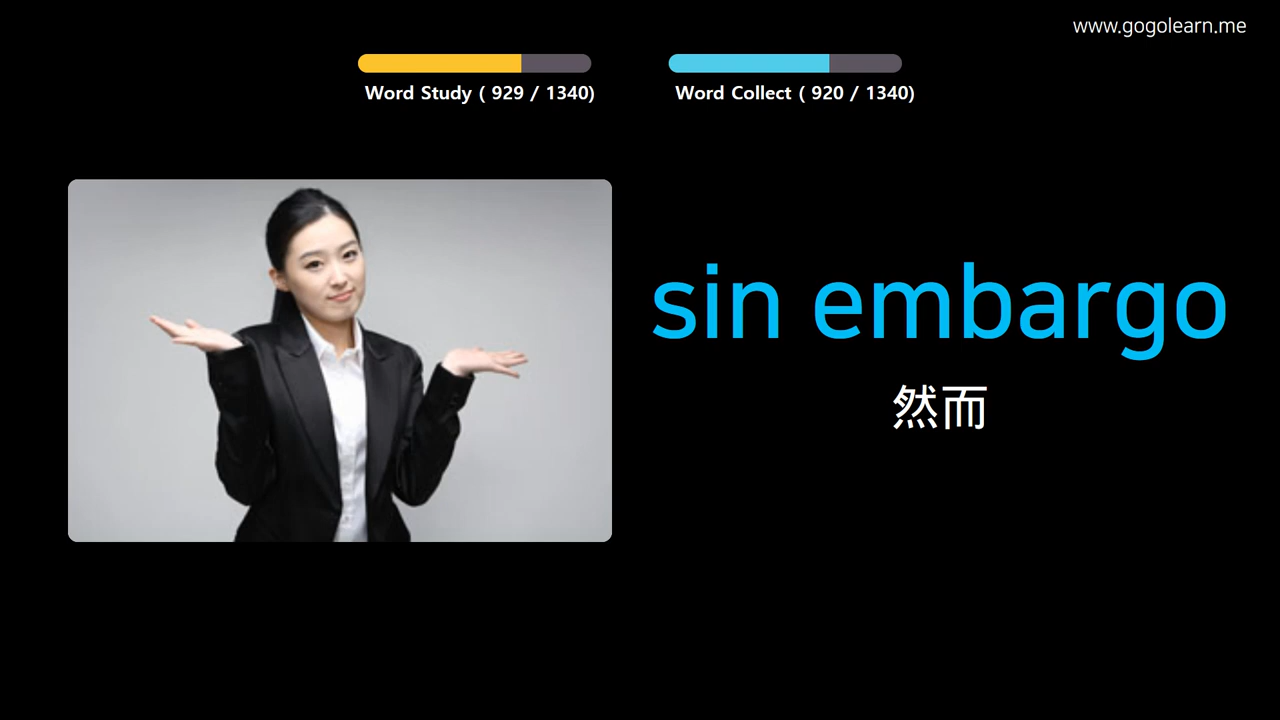 www.gogolearn.me
Word Study ( 929 / 1340)
Word Collect ( 920 / 1340)
sin embargo
然而